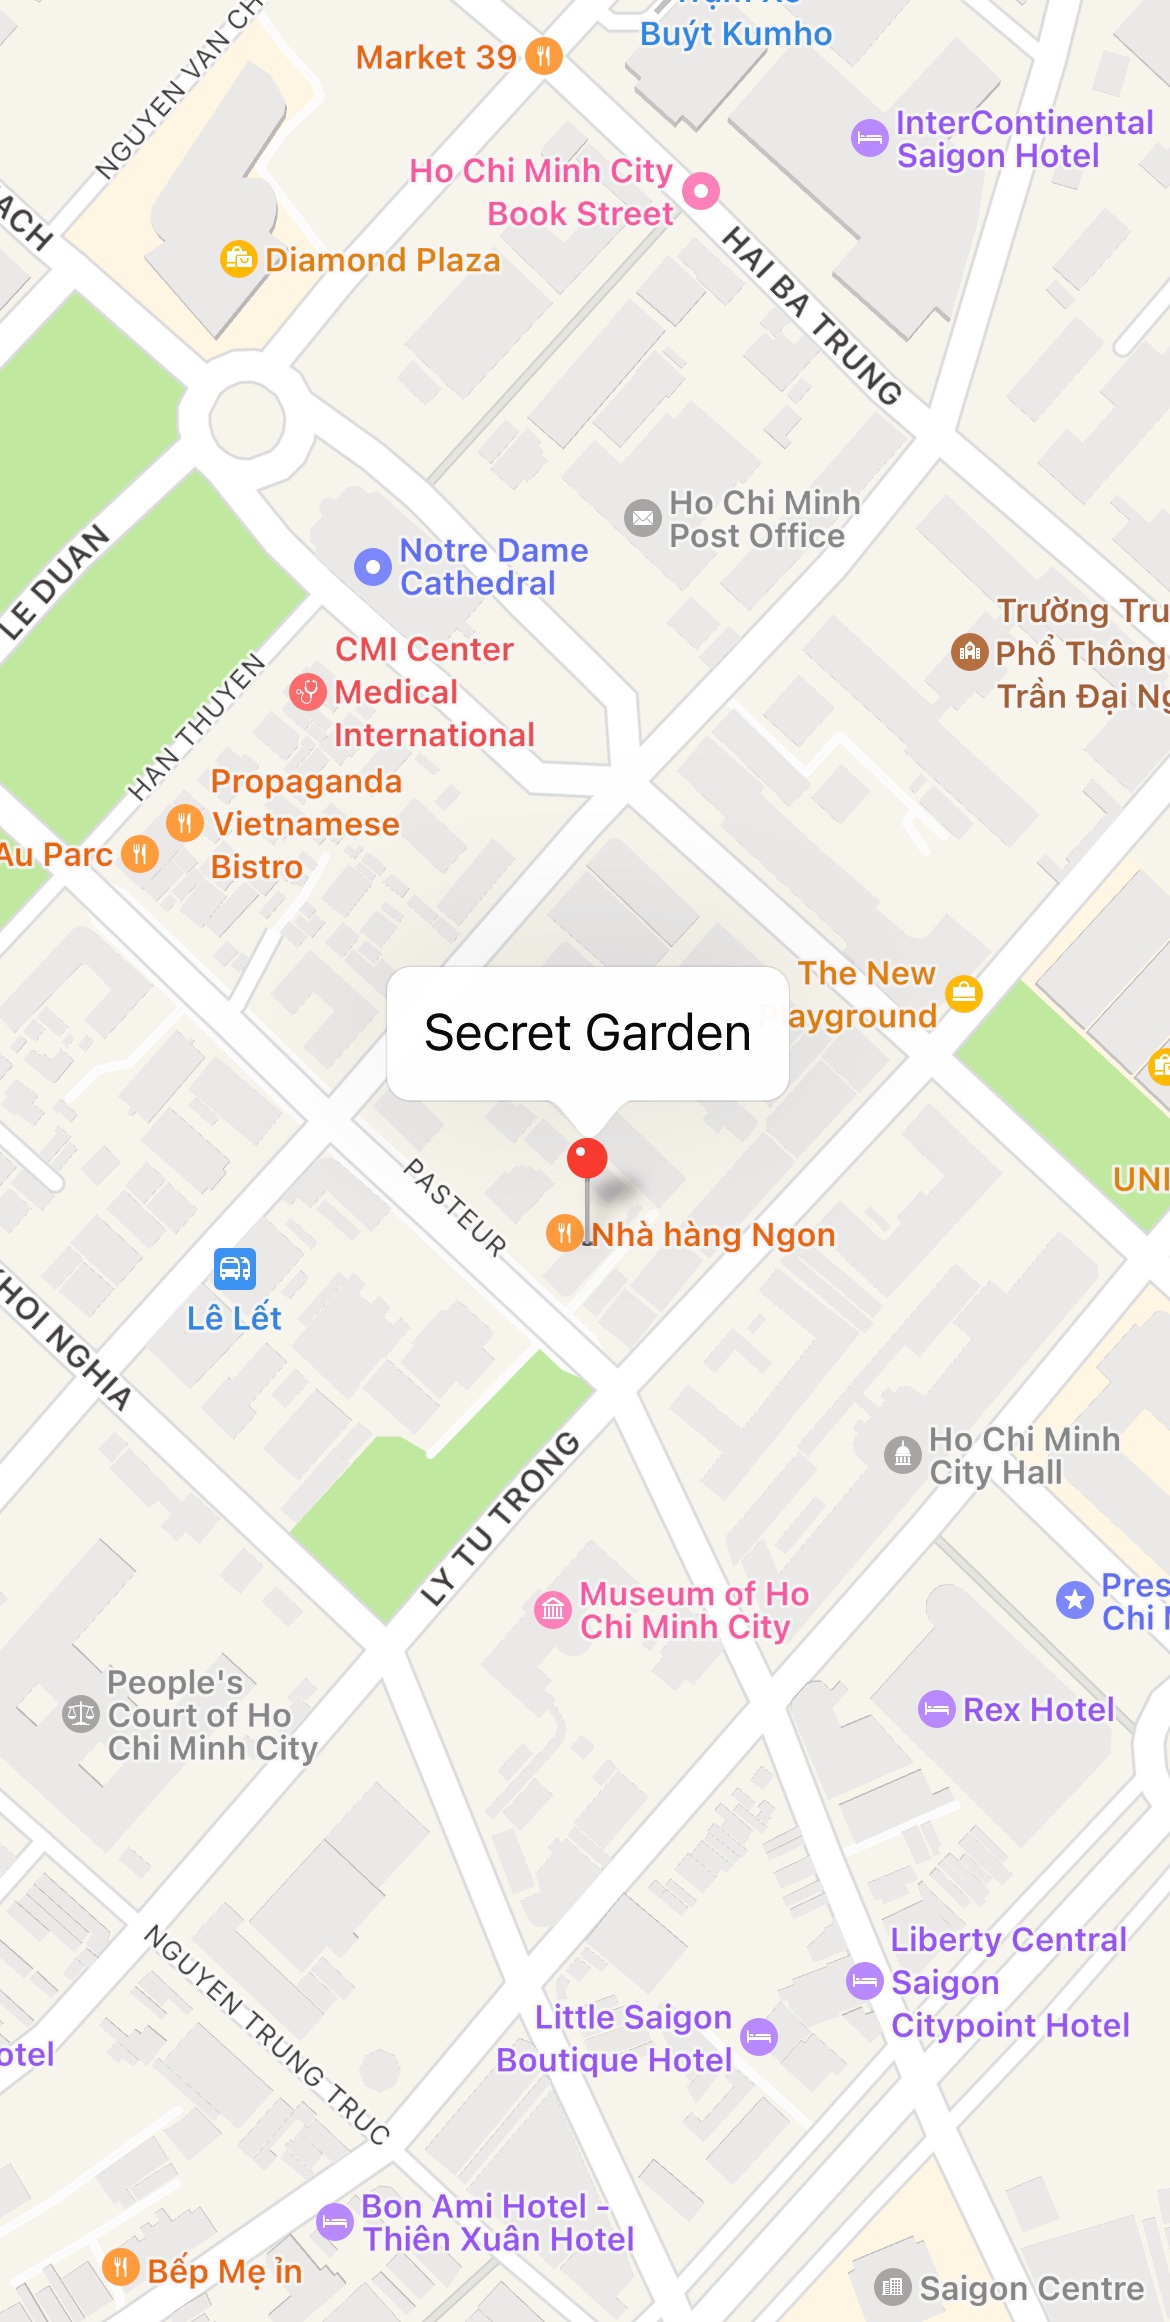 Buýt Kumho
NGUYEN VAN
Market 39
InterContinental
Saigon Hotel
Ho Chi Minh City
Book Street
ACH
Diamond Plaza
HAI BA TRUNG
Ho Chi Minh
Post Office
Notre Dame
Cathedral
LE DUAN
Trường Tru
Phổ Thông
Trần Đại
CMI Center
Medical
International
HAN THUYEN
Propaganda
Vietnamese
Bistro
Au Parc
The New
ayground
Secret Garden
PASTEUR
UNI
Nhà hàng Ngon
Lê Lết
KHOI NGHIA
LY TU TRONG
Ho Chi Minh
City Hall
Museum of Ho
Chi Minh City
Pres
Chi
People's
Court of Ho
Chi Minh City
Rex Hotel
NGUYEN TRUNG TRUC
Liberty Central
Saigon
Citypoint Hotel
Little Saigon
Boutique Hotel
otel
Bon Ami Hotel -
Thiên Xuân Hotel
Bếp Mẹ ỉn
Saigon Centre